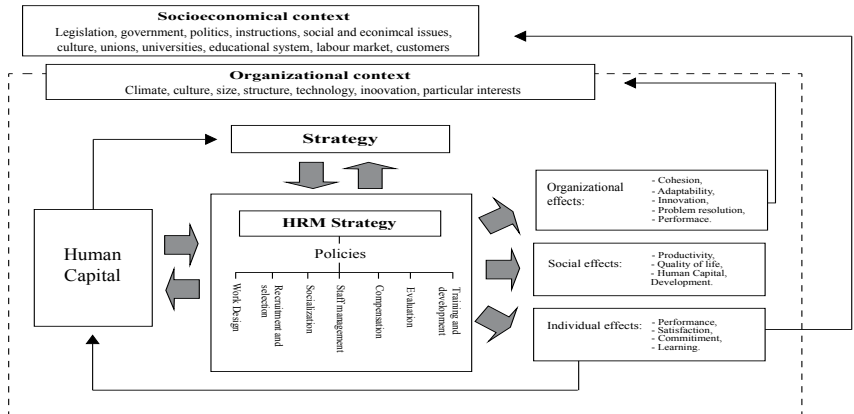 Socioeconomical context
Legislation, government, politics, instructions, social and econimcal issues,
culture, unions, universities, educational system, labour market, customers
Organizational context
Climate, culture, size, structure, technology, inoovation, particular interests
Strategy
Human
Capital
HRM Strategy
Policies
Work Design
Recruitment and
selection
Socialization
Staff management
Compensation
Evaluation
Training and
development
Organizational
effects:
- Cohesion,
- Adaptability,
- Innovation,
- Problem resolution,
- Performace.
Social effects:
- Productivity,
- Quality of life,
- Human Capital,
Development.
Individual effects:
- Performance,
- Satisfaction,
- Commitment,
- Learning.